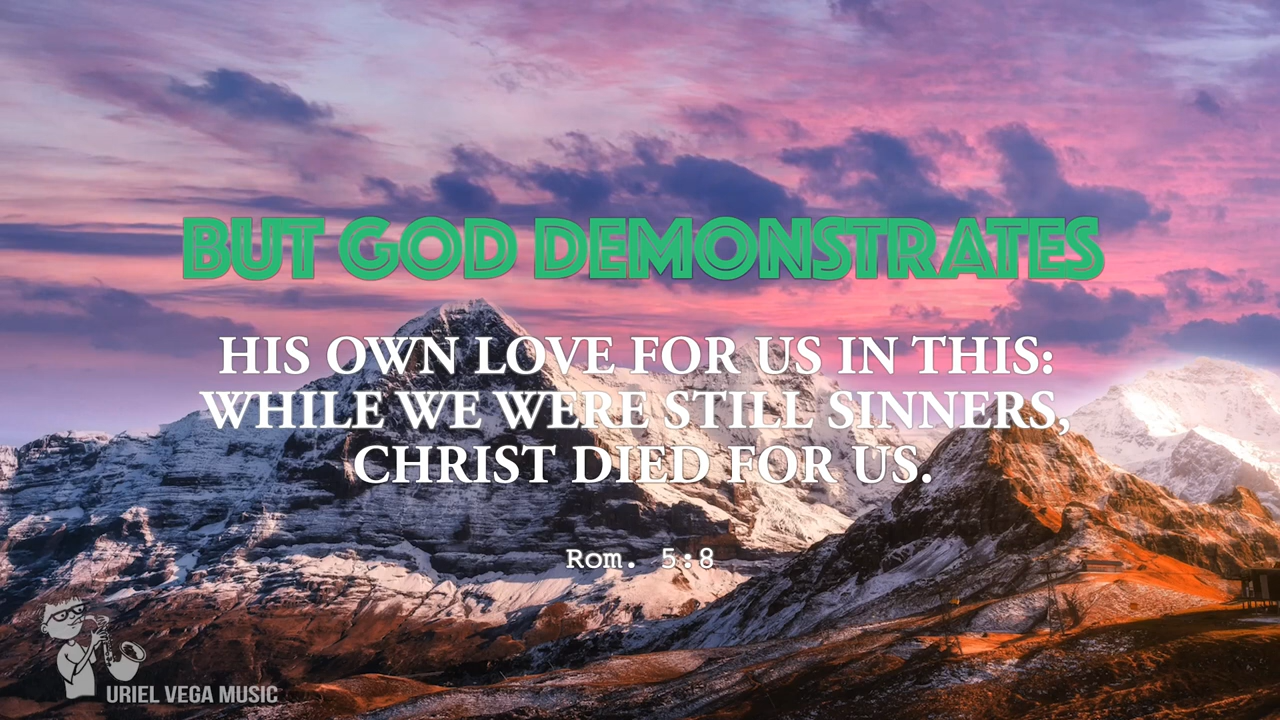 BUT GOD DEMONSTRATES
HIS OWN LOVE FOR US IN THIS:
WHILE WE WERE STILL SINNERS,
CHRIST DIED FOR US.
Rom. 5:8
URIEL VEGA MUSIC